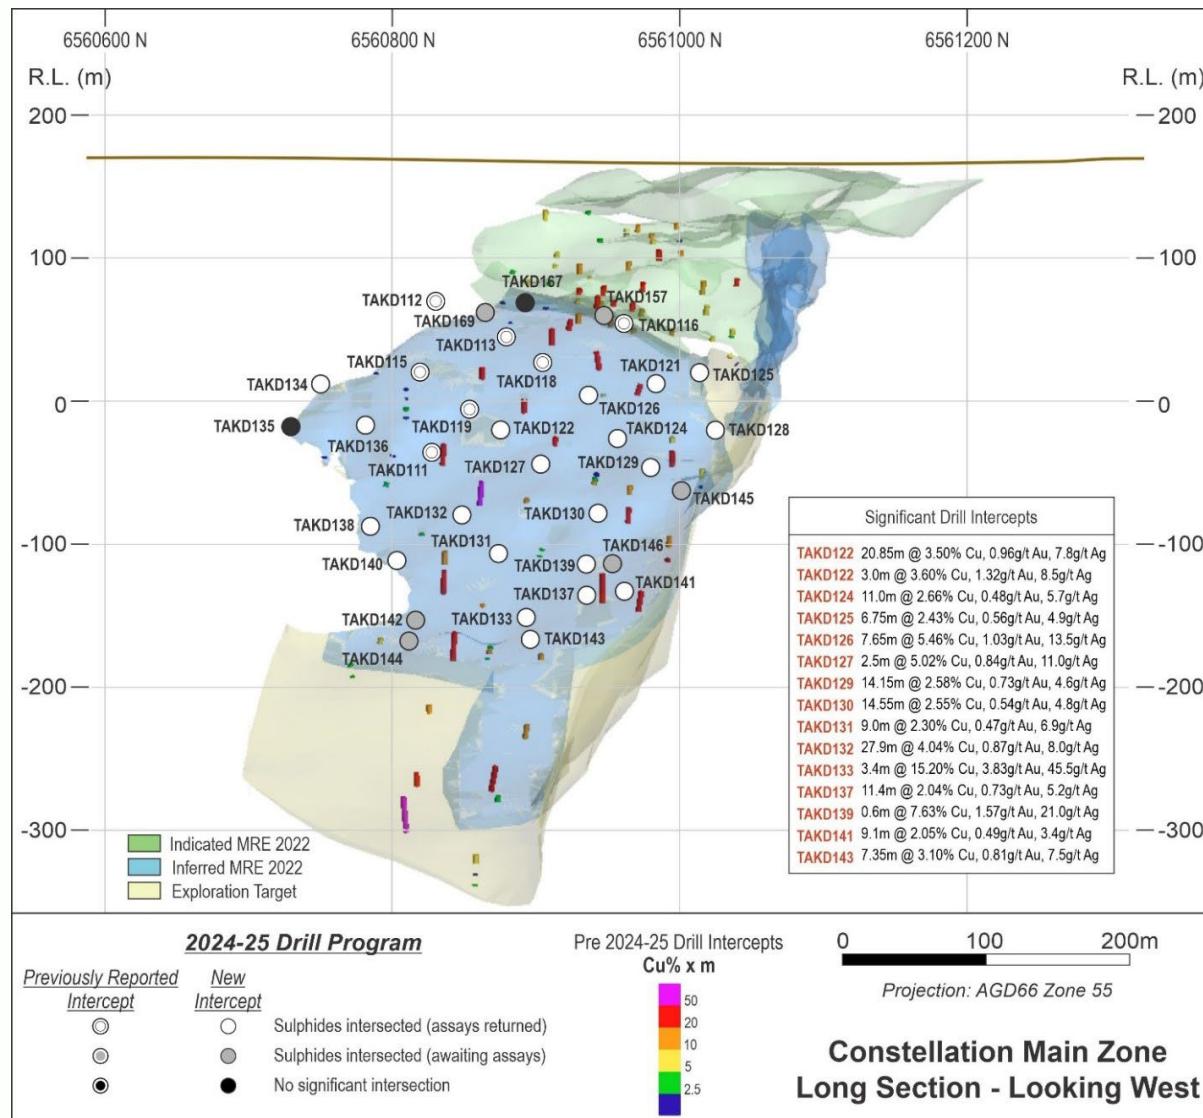 6560600 N 6560800 N 6561000 N 6561200 N
R.L. (m) R.L. (m)
200 200
100 100
TAKD167
TAKD112
TAKD157
TAKD169
TAKD116
TAKD113
TAKD115
TAKD121
TAKD134
TAKD118
TAKD125
0 0
TAKD126
TAKD135
TAKD119
TAKD122
TAKD124
TAKD128
TAKD136
TAKD111
TAKD127
TAKD129
TAKD145
TAKD132
TAKD130
TAKD138
TAKD131
TAKD146
-100 -100
TAKD140
TAKD139
TAKD141
TAKD137
TAKD142
TAKD133
TAKD143
TAKD144
-200 -200
-300 -300
Significant Drill Intercepts
TAKD122 20.85m @ 3.50% Cu, 0.96g/t Au, 7.8g/t Ag
TAKD122 3.0m @ 3.60% Cu, 1.32g/t Au, 8.5g/t Ag
TAKD124 11.0m @ 2.66% Cu, 0.48g/t Au, 5.7g/t Ag
TAKD125 6.75m @ 2.43% Cu, 0.56g/t Au, 4.9g/t Ag
TAKD126 7.65m @ 5.46% Cu, 1.03g/t Au, 13.5g/t Ag
TAKD127 2.5m @ 5.02% Cu, 0.84g/t Au, 11.0g/t Ag
TAKD129 14.15m @ 2.58% Cu, 0.73g/t Au, 4.6g/t Ag
TAKD130 14.55m @ 2.55% Cu, 0.54g/t Au, 4.8g/t Ag
TAKD131 9.0m @ 2.30% Cu, 0.47g/t Au, 6.9g/t Ag
TAKD132 27.9m @ 4.04% Cu, 0.87g/t Au, 8.0g/t Ag
TAKD133 3.4m @ 15.20% Cu, 3.83g/t Au, 45.5g/t Ag
TAKD137 11.4m @ 2.04% Cu, 0.73g/t Au, 5.2g/t Ag
TAKD139 0.6m @ 7.63% Cu, 1.57g/t Au, 21.0g/t Ag
TAKD141 9.1m @ 2.05% Cu, 0.49g/t Au, 3.4g/t Ag
TAKD143 7.35m @ 3.10% Cu, 0.81g/t Au, 7.5g/t Ag
Indicated MRE 2022
Inferred MRE 2022
Exploration Target
2024-25 Drill Program
Previously Reported Intercept
New Intercept
Sulphides intersected (assays returned)
Sulphides intersected (awaiting assays)
No significant intersection
Pre 2024-25 Drill Intercepts
Cu% x m
50
20
10
5
2.5
0 100 200m
Projection: AGD66 Zone 55
Constellation Main Zone
Long Section - Looking West